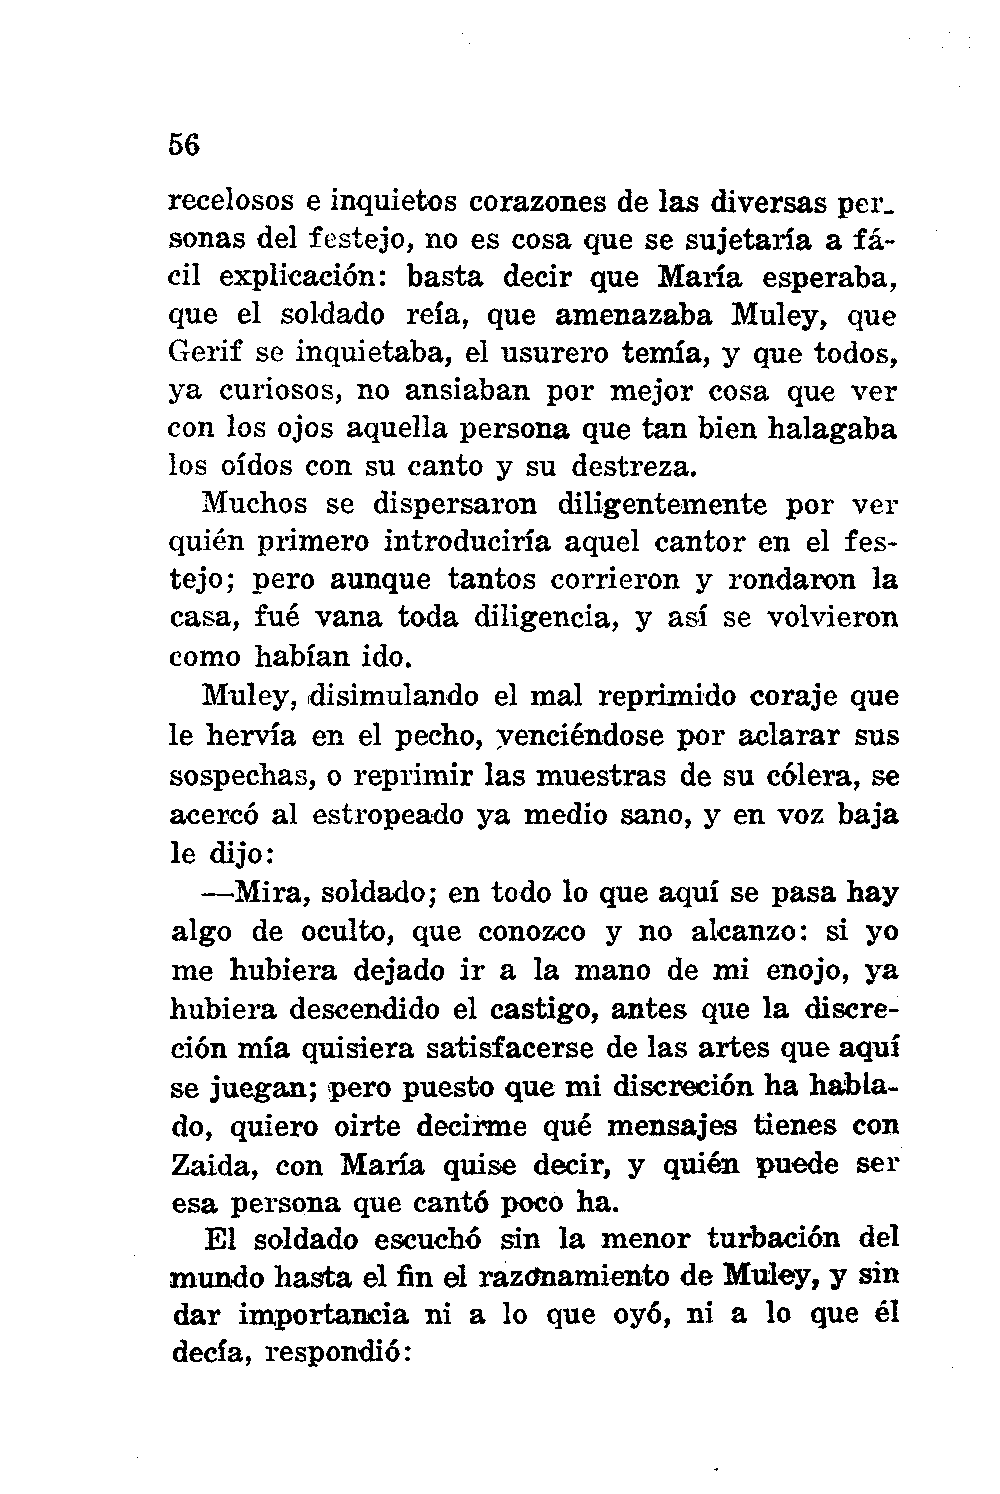 56
recelosos e inquietos corazones de las diversas per_
sonas del festejo, no es cosa que se sujetaría a fá-
cil explicación: basta decir que María esperaba,
que el soldado reía, que amenazaba Muley, que
Gerif se inquietaba, el usurero temía, y que todos,
ya curiosos, no ansiaban por mejor cosa que ver
con los ojos aquella persona que tan bien halagaba
los oídos con su canto y su destreza.
Muchos se dispersaron diligentemente por ver
quién primero introduciría aquel cantor en el fes-
tejo; pero aunque tantos corrieron y rondaron la
casa, fué vana toda diligencia, y así se volvieron
como habían ido.
Muley, disimulando el mal reprimido coraje que
le hervía en el pecho, venciéndose por aclarar sus
sospechas, o reprimir las muestras de su cólera, se
acercó al estropeado ya medio sano, y en voz baja
le dijo:
—Mira, soldado; en todo lo que aquí se pasa hay
algo de oculto, que conozco y no alcanzo: si yo
me hubiera dejado ir a la mano de mi enojo, ya
hubiera descendido el castigo, antes que la discre-
ción mía quisiera satisfacerse de las artes que aquí
se juegan; pero puesto que mi discreción ha habla-
do, quiero oirte decirme qué mensajes tienes con
Zaida, con María quise decir, y quién puede ser
esa persona que cantó poco ha.
El soldado escuchó sin la menor turbación del
mundo hasta el fin el razonamiento de Muley, y sin
dar importancia ni a lo que oyó, ni a lo que él
decía, respondió: